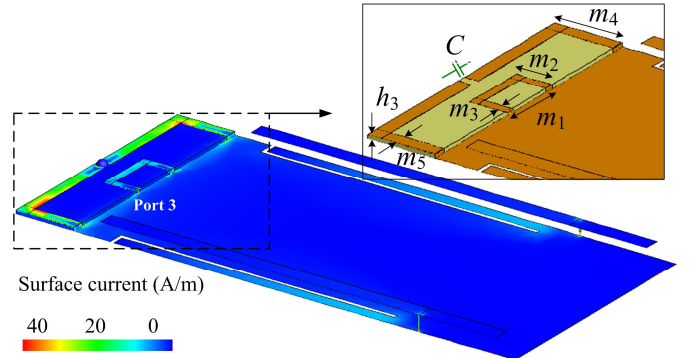 m₄
C
m₂
h₃
m₃
m₁
m₅
Port 3
Surface current (A/m)
40 20 0